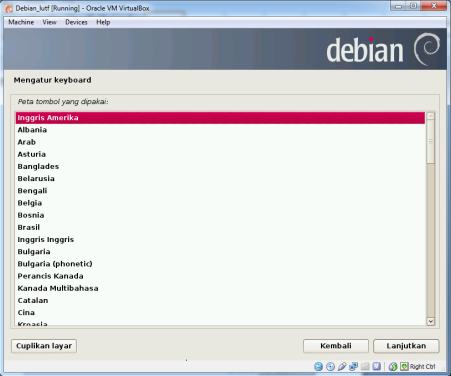 Debian_lutf [Running] - Oracle VM VirtualBox
Machine View Devices Help
debian
Mengatur keyboard
Peta tombol yang dipakai:
Inggris Amerika
Albania
Arab
Asturia
Banglades
Belarusia
Bengali
Belgia
Bosnia
Brasil
Inggris Inggris
Bulgaria
Bulgaria (phonetic)
Perancis Kanada
Kanada Multibahasa
Catalan
Cina
Kroasia
Cuplikan layar Kembali Lanjutkan
Right Ctrl